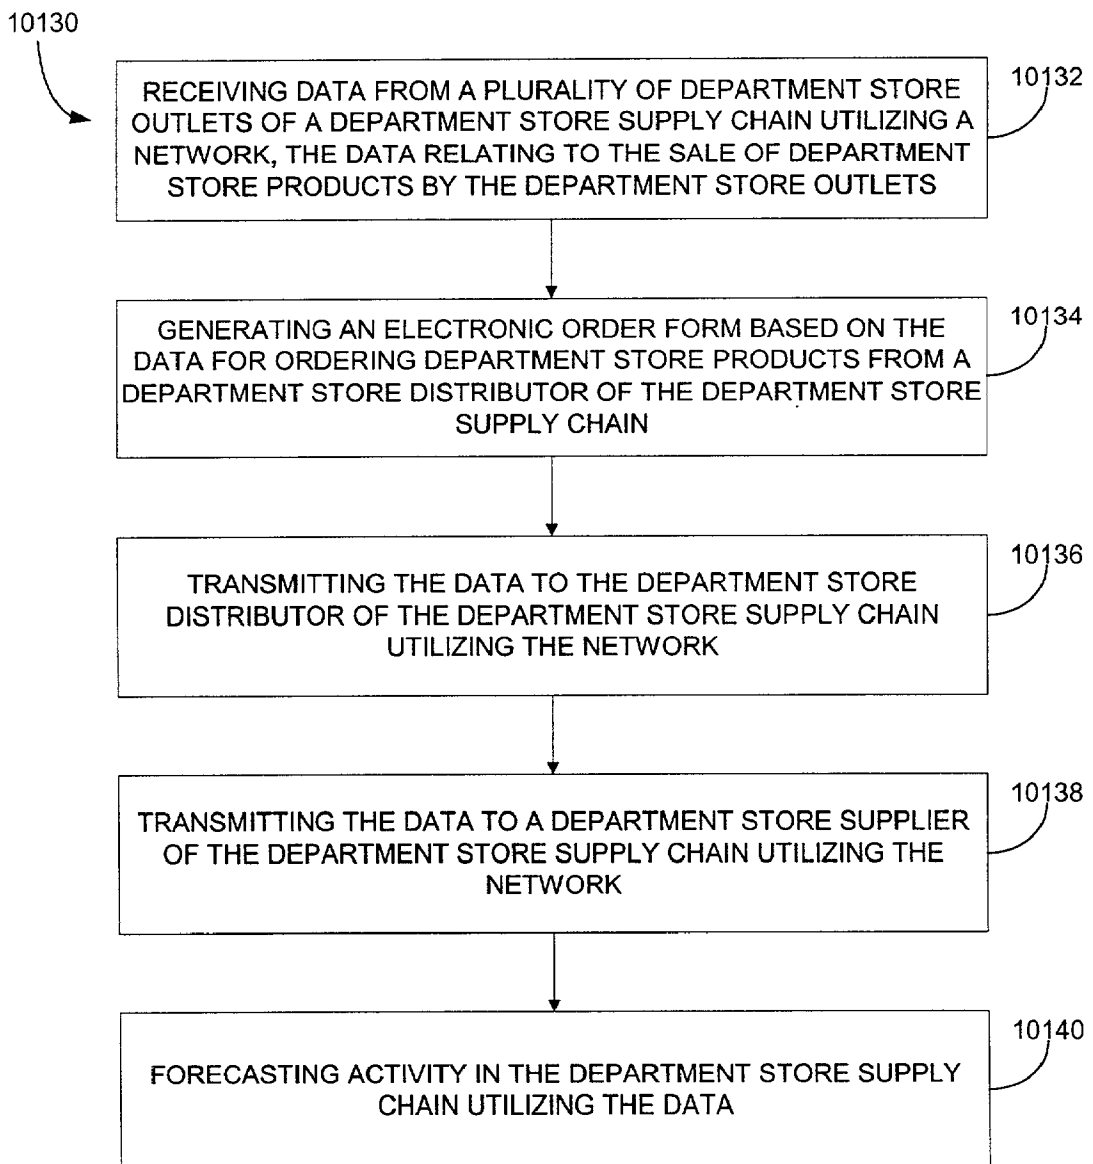 10130
RECEIVING DATA FROM A PLURALITY OF DEPARTMENT STORE
OUTLETS OF A DEPARTMENT STORE SUPPLY CHAIN UTILIZING A
NETWORK, THE DATA RELATING TO THE SALE OF DEPARTMENT
STORE PRODUCTS BY THE DEPARTMENT STORE OUTLETS
10132
GENERATING AN ELECTRONIC ORDER FORM BASED ON THE
DATA FOR ORDERING DEPARTMENT STORE PRODUCTS FROM A
DEPARTMENT STORE DISTRIBUTOR OF THE DEPARTMENT STORE
SUPPLY CHAIN
10134
TRANSMITTING THE DATA TO THE DEPARTMENT STORE
DISTRIBUTOR OF THE DEPARTMENT STORE SUPPLY CHAIN
UTILIZING THE NETWORK
10136
TRANSMITTING THE DATA TO A DEPARTMENT STORE SUPPLIER
OF THE DEPARTMENT STORE SUPPLY CHAIN UTILIZING THE
NETWORK
10138
FORECASTING ACTIVITY IN THE DEPARTMENT STORE SUPPLY
CHAIN UTILIZING THE DATA
10140